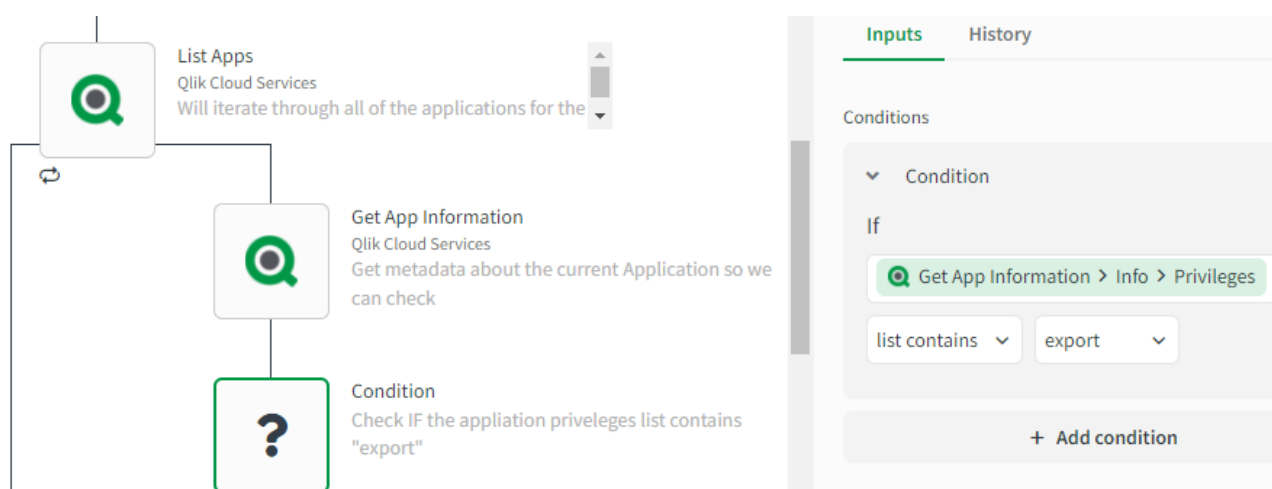 List Apps
Qlik Cloud Services
Will iterate through all of the applications for the
Get App Information
Qlik Cloud Services
Get metadata about the current Application so we
can check
Condition
Check IF the appliation priveleges list contains
"export"
?
Inputs History
Conditions
Condition
If
Get App Information > Info > Privileges
list contains export
+ Add condition